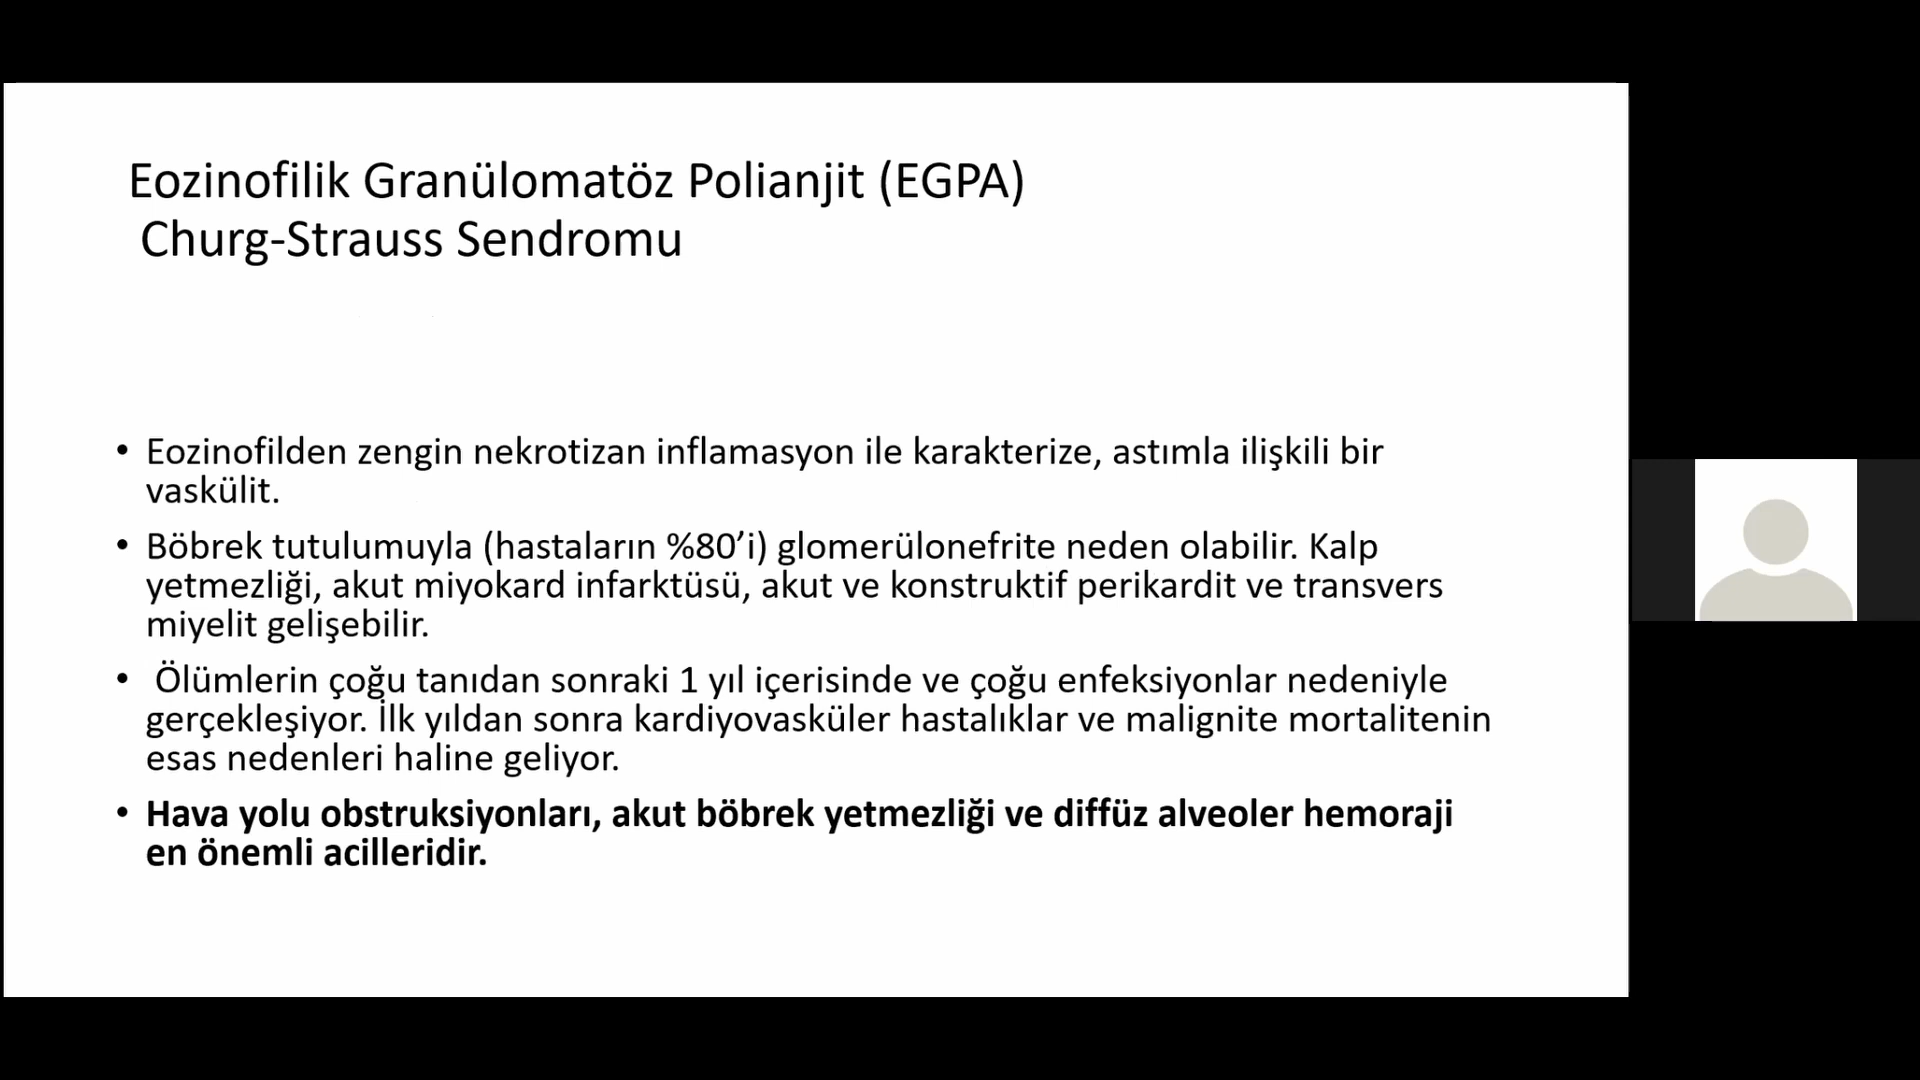 Eozinofilik Granülomatöz Polianjit (EGPA)
Churg-Strauss Sendromu
• Eozinofilden zengin nekrotizan inflamasyon ile karakterize, astımla ilişkili bir
vaskülit.
• Böbrek tutulumuyla (hastaların %80’i) glomerülonefrite neden olabilir. Kalp
yetmezliği, akut miyokard infarktüsü, akut ve konstruktif perikardit ve transvers
miyelit gelişebilir.
• Ölümlerin çoğu tanıdan sonraki 1 yıl içerisinde ve çoğu enfeksiyonlar nedeniyle
gerçekleşiyor. İlk yıldan sonra kardiyovasküler hastalıklar ve malignite mortalitenin
esas nedenleri haline geliyor.
• Hava yolu obstruksiyonları, akut böbrek yetmezliği ve diffüz alveoler hemoraji
en önemli acilleridir.